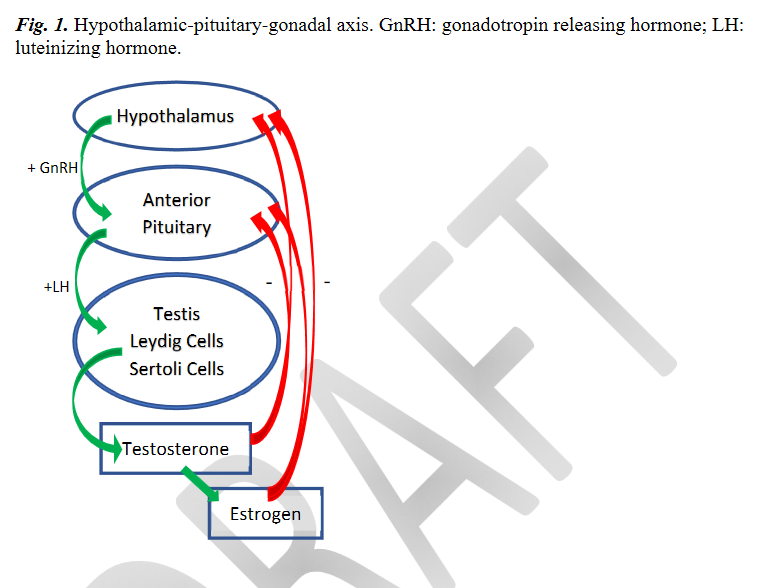 Fig. 1. Hypothalamic-pituitary-gonadal axis. GnRH: gonadotropin releasing hormone; LH:
luteinizing hormone.
Hypothalamus
+ GnRH
Anterior
Pituitary
+LH
-
-
Testis
Leydig Cells
Sertoli Cells
Testosterone
Estrogen
DRAFT